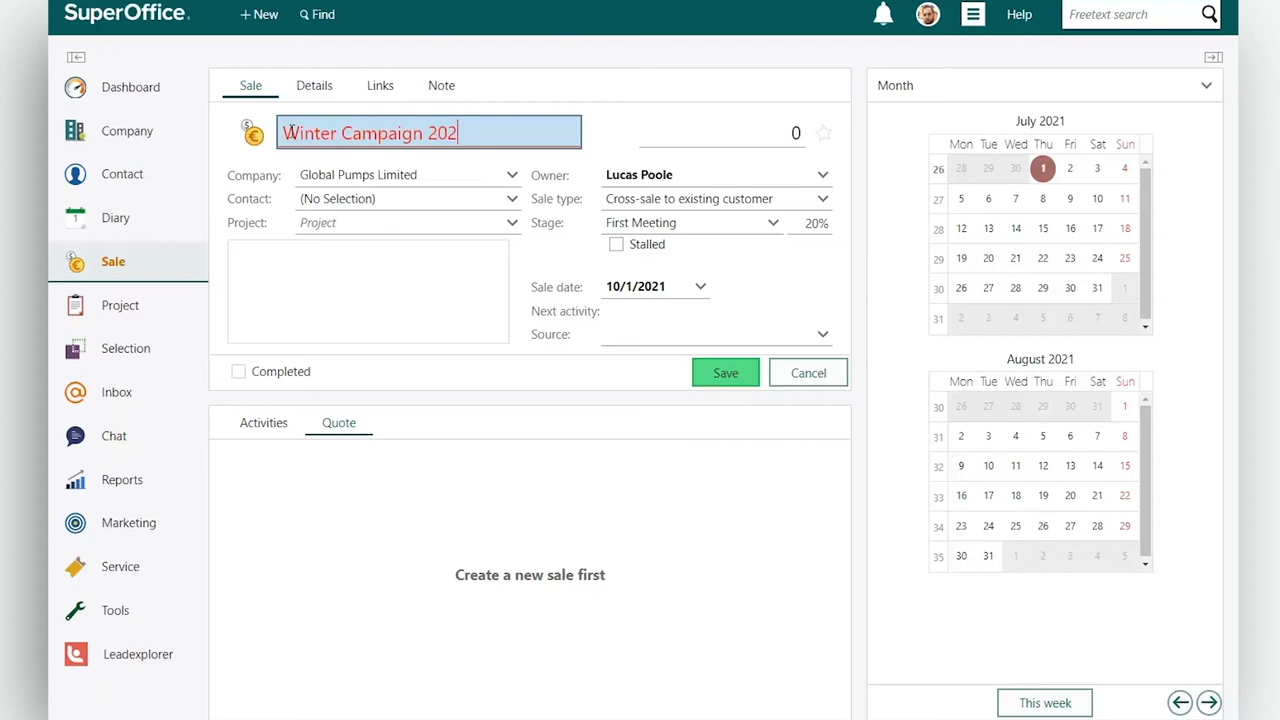 SuperOffice
+ New
Find
Help
Freetext search
Dashboard
Company
Contact
Diary
Sale
Project
Selection
Inbox
Chat
Reports
Marketing
Service
Tools
Leadexplorer
Sale Details Links Note
Winter Campaign 202
0
Company: Global Pumps Limited
Contact: (No Selection)
Project: Project
Owner: Lucas Poole
Sale type: Cross-sale to existing customer
Stage: First Meeting 20%
Stalled
Sale date: 10/1/2021
Next activity:
Source:
Completed
Save
Cancel
Activities Quote
Create a new sale first
Month
July 2021
Mon Tue Wed Thu Fri Sat Sun
26 28 29 30 1 2 3 4
27 5 6 7 8 9 10 11
28 12 13 14 15 16 17 18
29 19 20 21 22 23 24 25
30 26 27 28 29 30 31 1
31 2 3 4 5 6 7 8
August 2021
Mon Tue Wed Thu Fri Sat Sun
30 26 27 28 29 30 31 1
31 2 3 4 5 6 7 8
32 9 10 11 12 13 14 15
33 16 17 18 19 20 21 22
34 23 24 25 26 27 28 29
35 30 31 1 2 3 4 5
This week